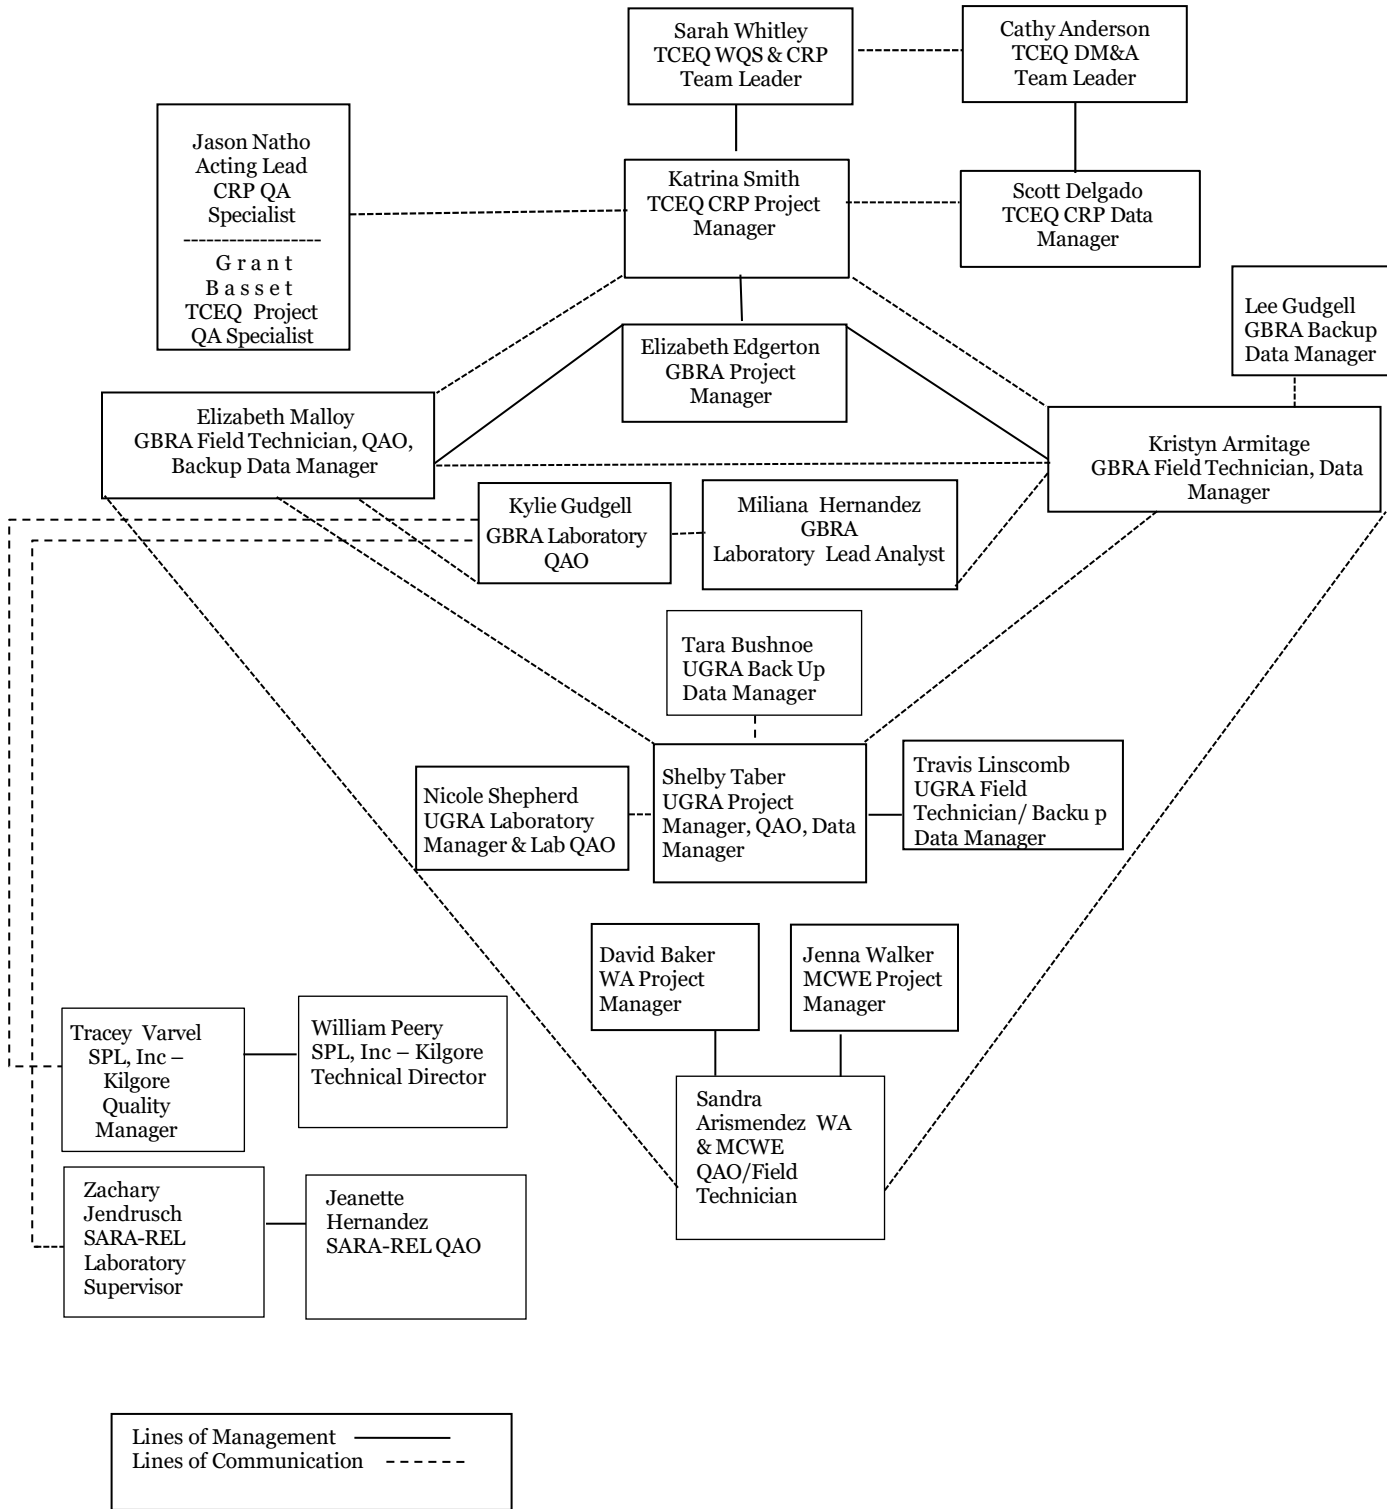 Sarah Whitley
TCEQ WQS & CRP
Team Leader
Cathy Anderson
TCEQ DM&A
Team Leader
Jason Natho
Acting Lead
CRP QA
Specialist
--------------------
Grant
Basset
TCEQ Project
QA Specialist
Katrina Smith
TCEQ CRP Project
Manager
Scott Delgado
TCEQ CRP Data
Manager
Lee Gudgell
GBRA Backup
Data Manager
Elizabeth Edgerton
GBRA Project
Manager
Elizabeth Malloy
GBRA Field Technician, QAO,
Backup Data Manager
Kristyn Armitage
GBRA Field Technician, Data
Manager
Kylie Gudgell
GBRA Laboratory
QAO
Miliana Hernandez
GBRA
Laboratory Lead Analyst
Tara Bushnoe
UGRA Back Up
Data Manager
Nicole Shepherd
UGRA Laboratory
Manager & Lab QAO
Shelby Taber
UGRA Project
Manager, QAO, Data
Manager
Travis Linscomb
UGRA Field
Technician/ Backu p
Data Manager
David Baker
WA Project
Manager
Jenna Walker
MCWE Project
Manager
Tracey Varvel
SPL, Inc –
Kilgore
Quality
Manager
William Peery
SPL, Inc – Kilgore
Technical Director
Sandra
Arismendez WA
& MCWE
QAO/Field
Technician
Zachary
Jendrusch
SARA-REL
Laboratory
Supervisor
Jeanette
Hernandez
SARA-REL QAO
Lines of Management
Lines of Communication